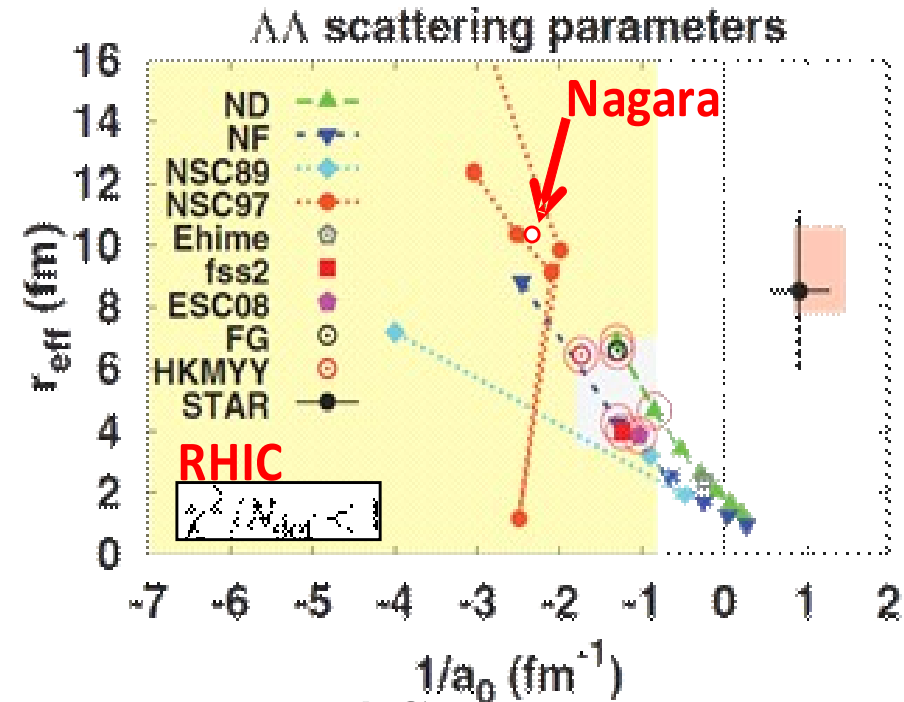 ΛΛ scattering parameters
16
14
12
10
8
6
4
2
0
r_eff (fm)
Nagara
ND
NF
NSC89
NSC97
Ehime
fss2
ESC08
FG
HKMYY
STAR
RHIC
-7 -6 -5 -4 -3 -2 -1 0 1 2
1/a_0 (fm^-1)